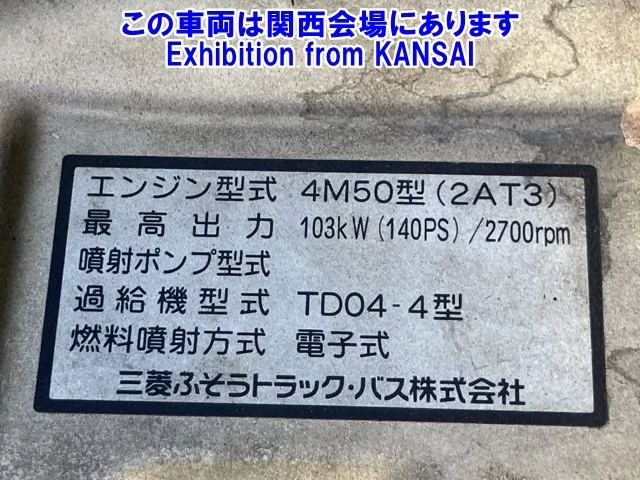 この車両は関西会場にあります
Exhibition from KANSAI
エンジン型式 4M50型(2AT3)
最高出力 103kW(140PS)/2700rpm
噴射ポンプ型式
過給機型式 TD04-4型
燃料噴射方式 電子式
三菱ふそうトラック・バス株式会社